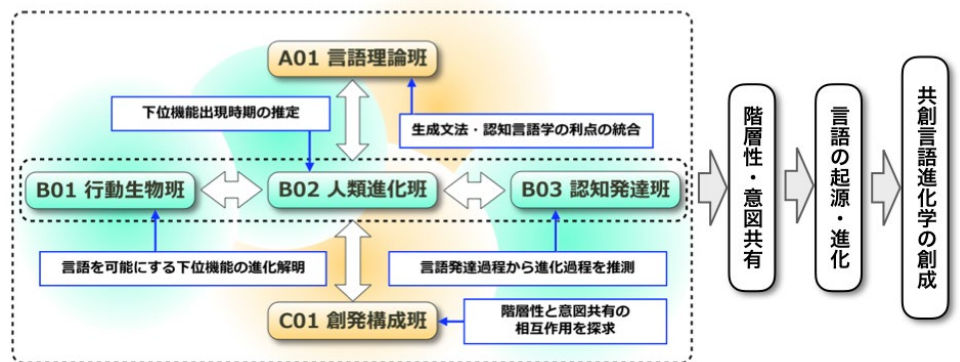 A01 言語理論班
下位機能出現時期の推定
生成文法・認知言語学の利点の統合
B01 行動生物班
B02 人類進化班
B03 認知発達班
言語を可能にする下位機能の進化解明
言語発達過程から進化過程を推測
C01 創発構成班
階層性と意図共有の
相互作用を探求
階層性・意図共有
言語の起源・進化
共創言語進化学の創成